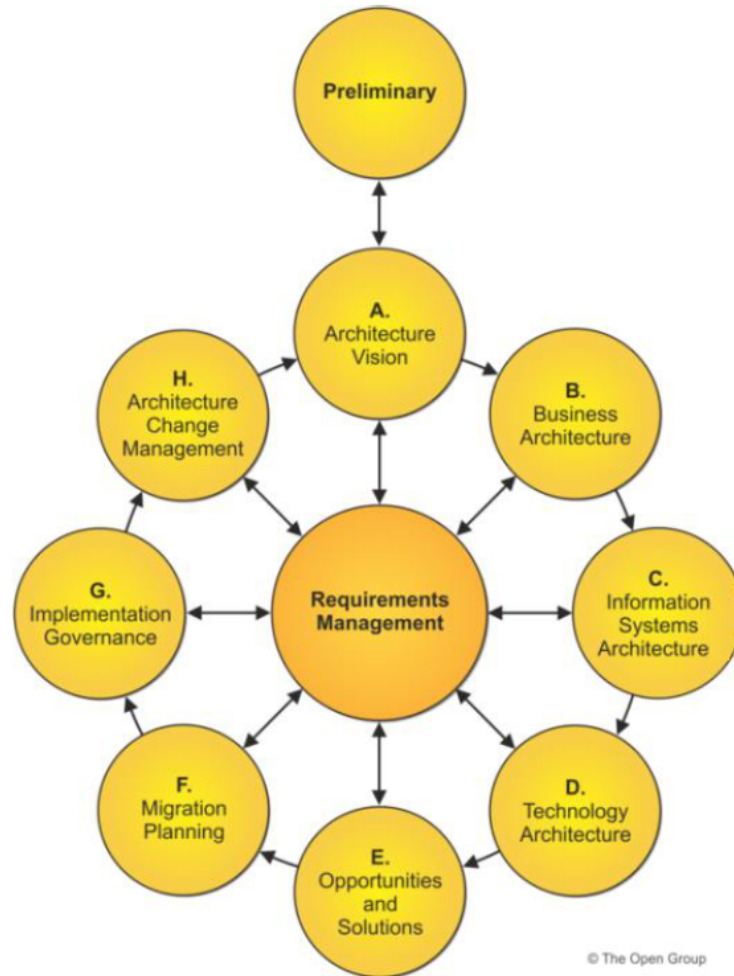 Preliminary
A.
Architecture
Vision
B.
Business
Architecture
C.
Information
Systems
Architecture
D.
Technology
Architecture
E.
Opportunities
and
Solutions
F.
Migration
Planning
G.
Implementation
Governance
H.
Architecture
Change
Management
Requirements
Management
© The Open Group